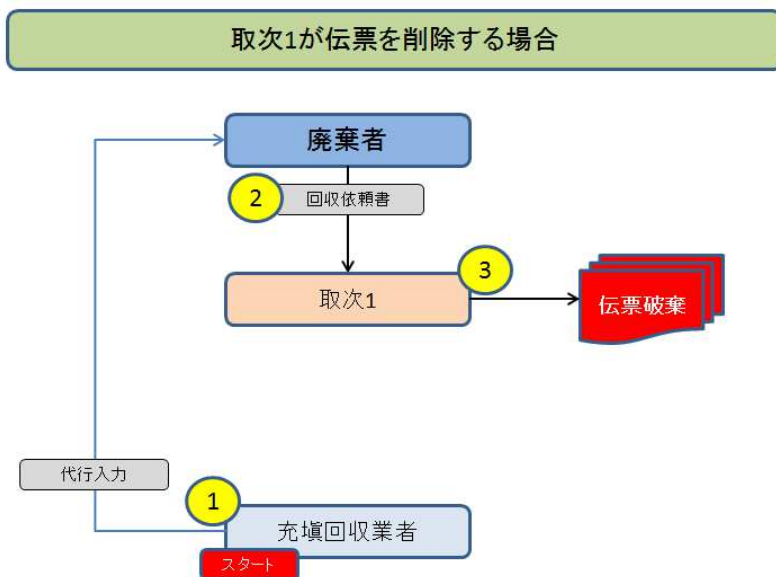 取次1が伝票を削除する場合
廃棄者
2
回収依頼書
取次1
3
伝票破棄
代行入力
1
充塡回収業者
スタート